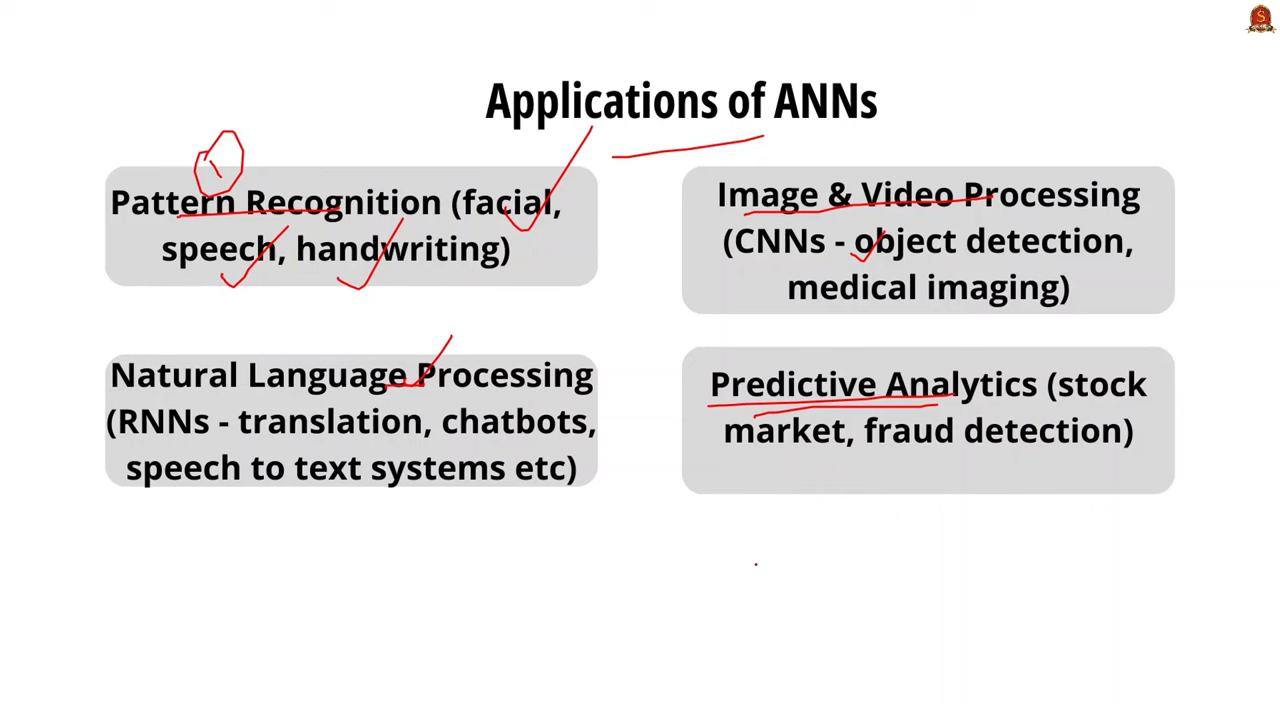 Applications of ANNs
Pattern Recognition (facial,
speech, handwriting)
Image & Video Processing
(CNNs - object detection,
medical imaging)
Natural Language Processing
(RNNs - translation, chatbots,
speech to text systems etc)
Predictive Analytics (stock
market, fraud detection)